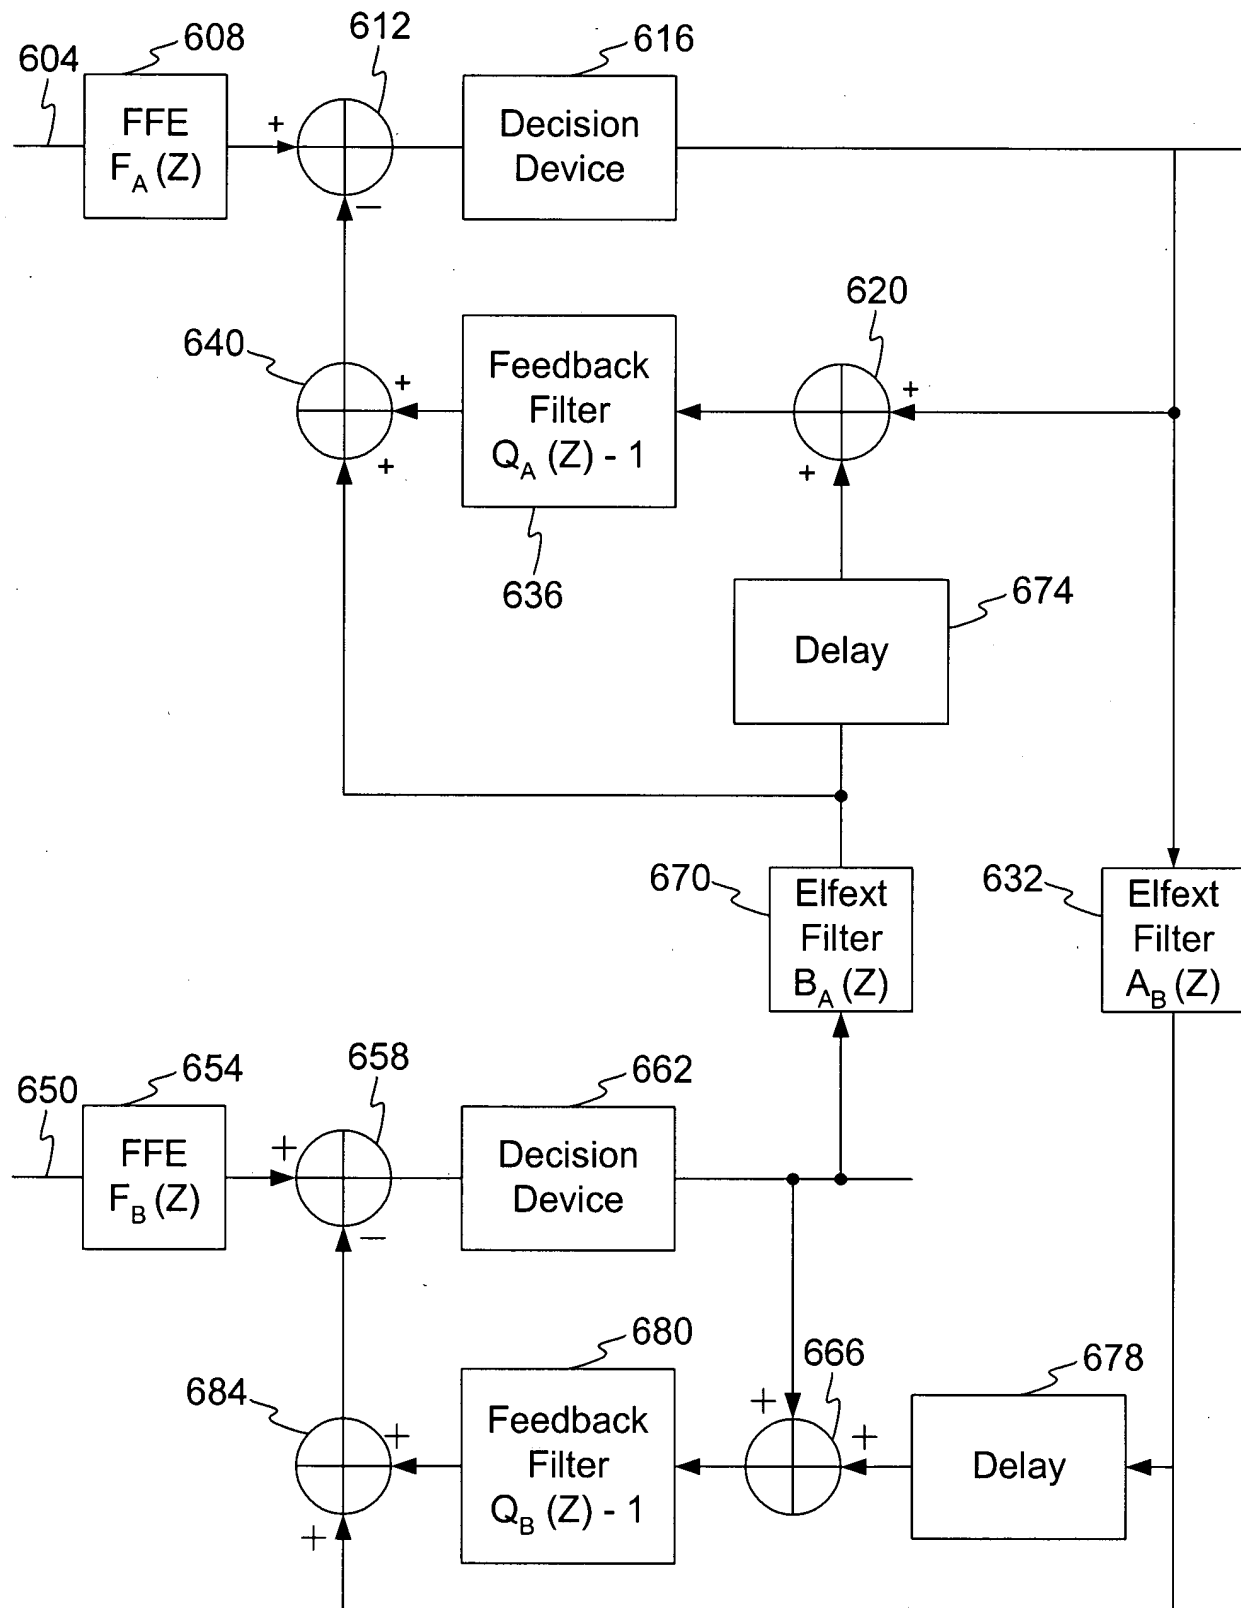 604
608
612
616
FFE
F_A (Z)
+
−
Decision
Device
620
640
Feedback
Filter
Q_A (Z) - 1
+
+
+
+
636
674
Delay
670
Elfext
Filter
B_A (Z)
632
Elfext
Filter
A_B (Z)
650
654
658
662
FFE
F_B (Z)
+
−
Decision
Device
680
666
678
684
Feedback
Filter
Q_B (Z) - 1
+
+
+
+
Delay